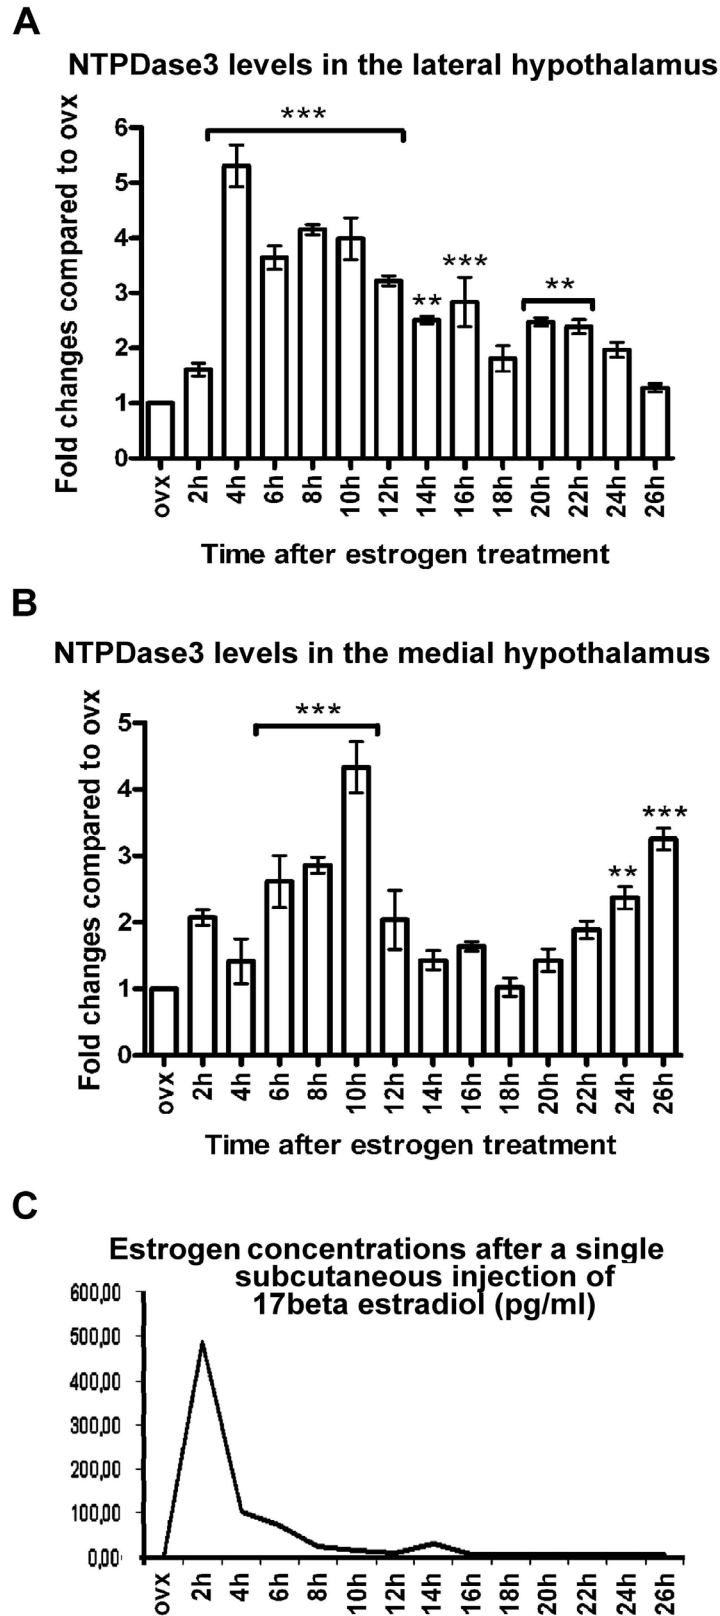 A
NTPDase3 levels in the lateral hypothalamus
Fold changes compared to ovx
6
5
4
3
2
1
0
***
**
***
**
ovx 2h 4h 6h 8h 10h 12h 14h 16h 18h 20h 22h 24h 26h
Time after estrogen treatment
B
NTPDase3 levels in the medial hypothalamus
Fold changes compared to ovx
5
4
3
2
1
0
***
**
***
ovx 2h 4h 6h 8h 10h 12h 14h 16h 18h 20h 22h 24h 26h
Time after estrogen treatment
C
Estrogen concentrations after a single
subcutaneous injection of
17beta estradiol (pg/ml)
600,00
500,00
400,00
300,00
200,00
100,00
0,00
ovx 2h 4h 6h 8h 10h 12h 14h 16h 18h 20h 22h 24h 26h